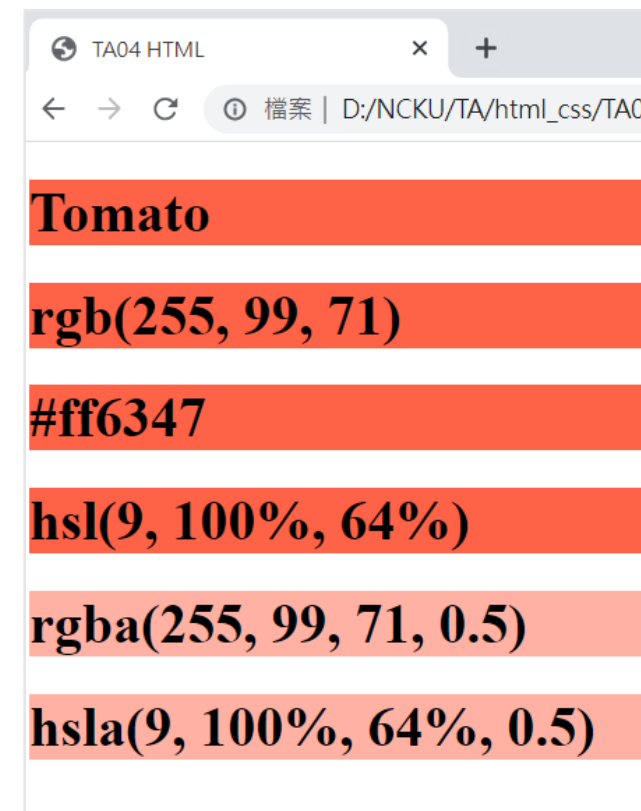 TA04 HTML
檔案 | D:/NCKU/TA/html_css/TA0
Tomato
rgb(255, 99, 71)
#ff6347
hsl(9, 100%, 64%)
rgba(255, 99, 71, 0.5)
hsla(9, 100%, 64%, 0.5)